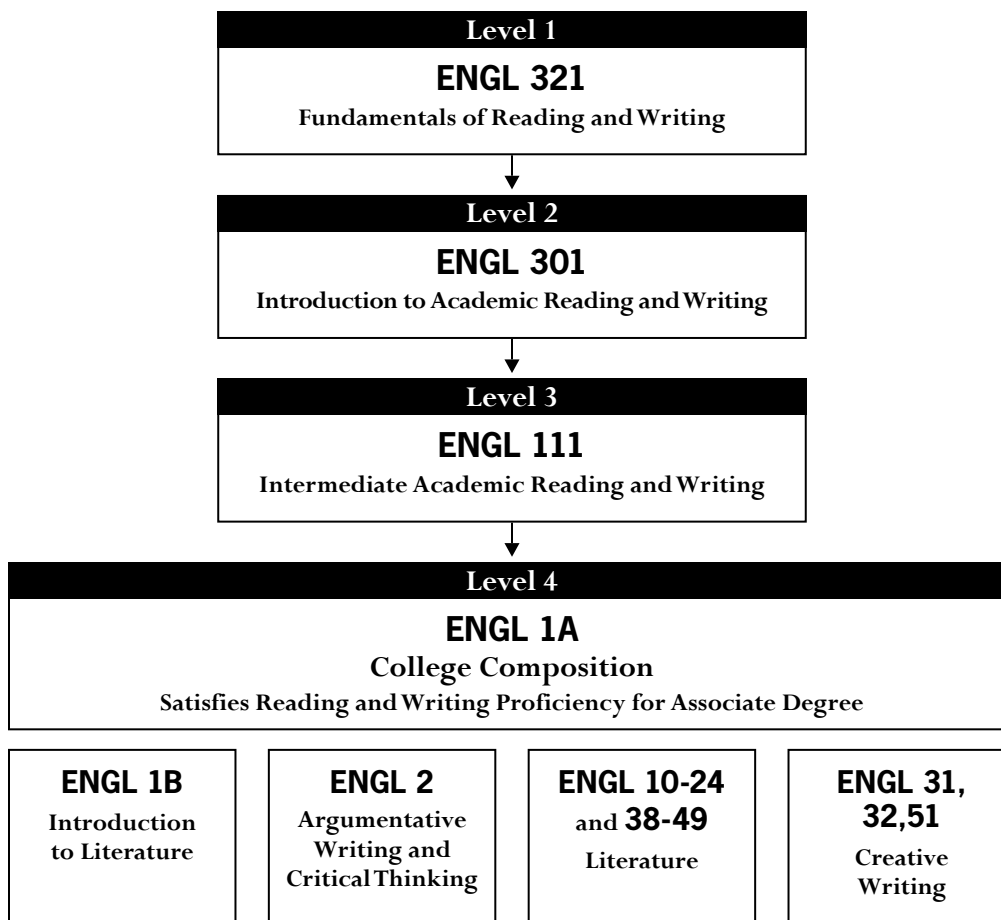 Level 1
ENGL 321
Fundamentals of Reading and Writing
Level 2
ENGL 301
Introduction to Academic Reading and Writing
Level 3
ENGL 111
Intermediate Academic Reading and Writing
Level 4
ENGL 1A
College Composition
Satisfies Reading and Writing Proficiency for Associate Degree
ENGL 1B
Introduction
to Literature
ENGL 2
Argumentative
Writing and
Critical Thinking
ENGL 10-24
and 38-49
Literature
ENGL 31,
32,51
Creative
Writing